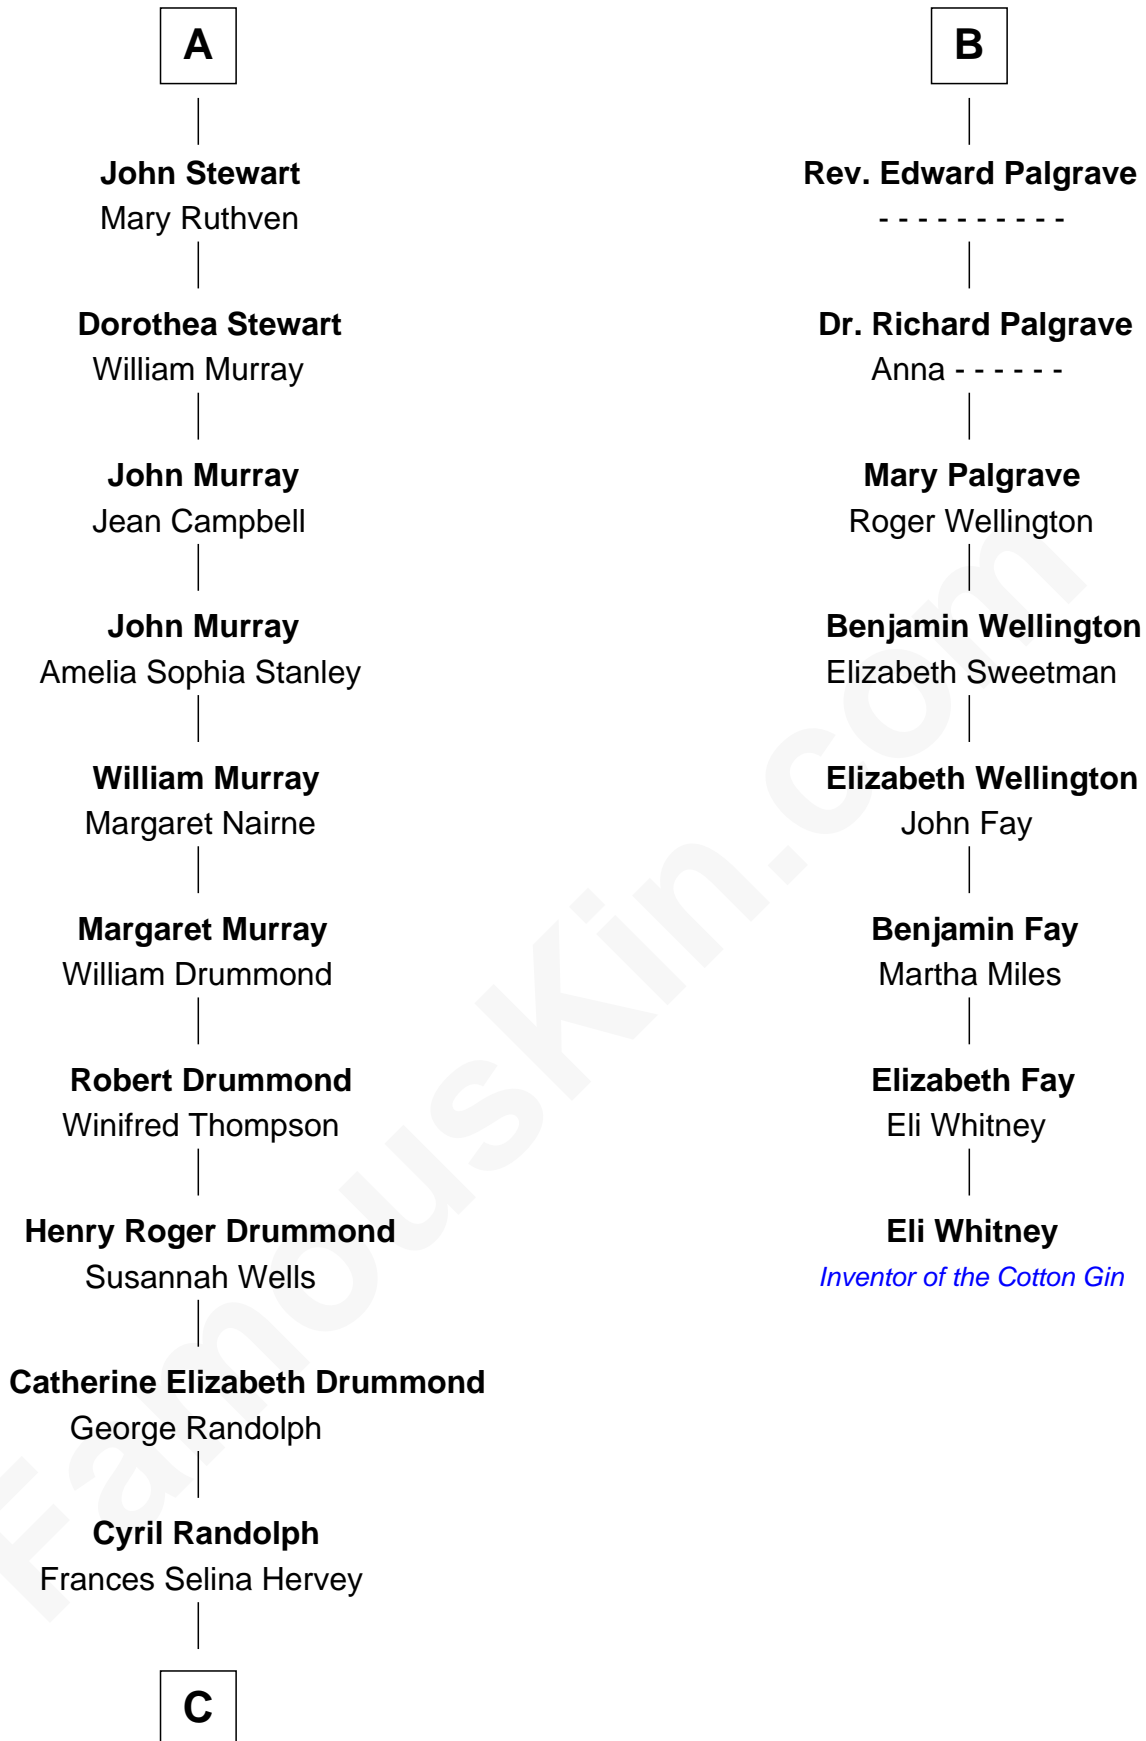 A
John Stewart
Mary Ruthven
Dorothea Stewart
William Murray
John Murray
Jean Campbell
John Murray
Amelia Sophia Stanley
William Murray
Margaret Nairne
Margaret Murray
William Drummond
Robert Drummond
Winifred Thompson
Henry Roger Drummond
Susannah Wells
Catherine Elizabeth Drummond
George Randolph
Cyril Randolph
Frances Selina Hervey
C
B
Rev. Edward Palgrave
- - - - - - - - - -
Dr. Richard Palgrave
Anna - - - - - -
Mary Palgrave
Roger Wellington
Benjamin Wellington
Elizabeth Sweetman
Elizabeth Wellington
John Fay
Benjamin Fay
Martha Miles
Elizabeth Fay
Eli Whitney
Eli Whitney
Inventor of the Cotton Gin
FamousKin.com